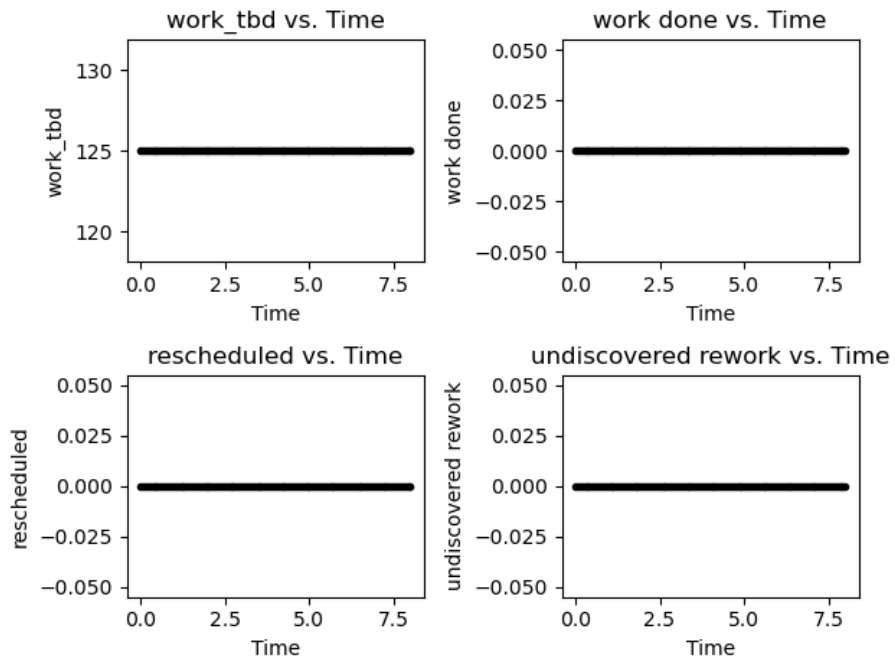 work_tbd vs. Time
130
125
120
work_tbd
0.0 2.5 5.0 7.5
Time
work done vs. Time
0.050
0.025
0.000
−0.025
−0.050
work done
0.0 2.5 5.0 7.5
Time
rescheduled vs. Time
0.050
0.025
0.000
−0.025
−0.050
rescheduled
0.0 2.5 5.0 7.5
Time
undiscovered rework vs. Time
0.050
0.025
0.000
−0.025
−0.050
undiscovered rework
0.0 2.5 5.0 7.5
Time